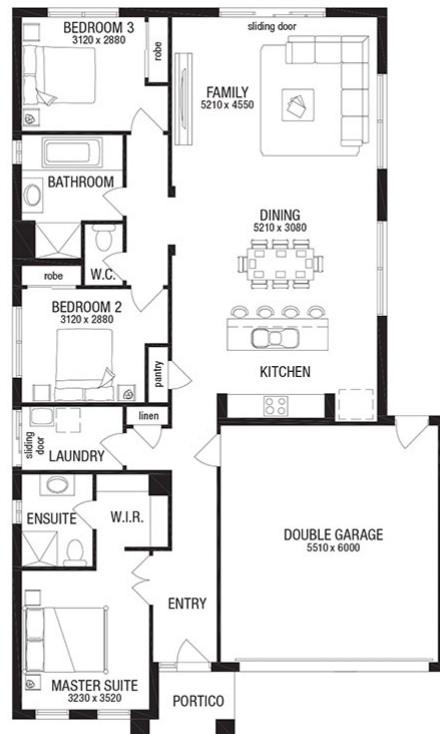 BEDROOM 3
3120 x 2880
robe
sliding door
FAMILY
5210 x 4550
BATHROOM
DINING
5210 x 3080
W.C.
robe
BEDROOM 2
3120 x 2880
pantry
KITCHEN
linen
sliding
door
LAUNDRY
ENSUITE
W.I.R.
DOUBLE GARAGE
5510 x 6000
ENTRY
MASTER SUITE
3230 x 3520
PORTICO